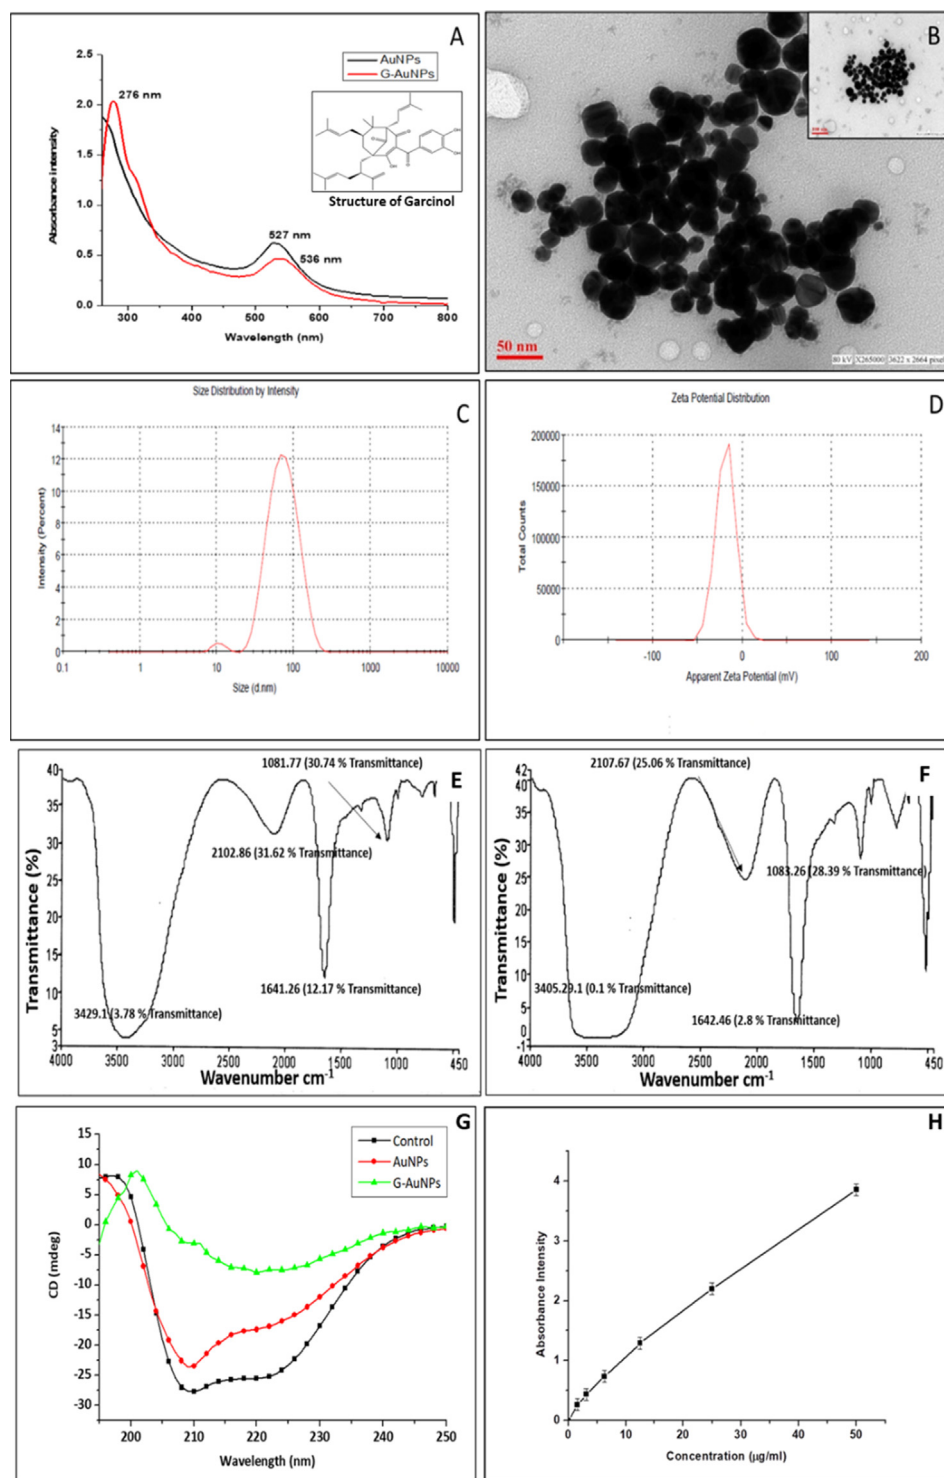 A
AuNPs
G-AuNPs
276 nm
527 nm
536 nm
Structure of Garcinol
2.5
2.0
1.5
1.0
0.5
0.0
300 400 500 600 700 800
Absorbance intensity
Wavelength (nm)
B
50 nm
80 kV X265000 3622 x 2664 pixel
Size Distribution by Intensity
C
14
12
10
8
6
4
2
0
0.1 1 10 100 1000 10000
Intensity (Percent)
Size (d.nm)
Zeta Potential Distribution
D
200000
150000
100000
50000
0
-100 0 100 200
Total Counts
Apparent Zeta Potential (mV)
E
1081.77 (30.74 % Transmittance)
2102.86 (31.62 % Transmittance)
1641.26 (12.17 % Transmittance)
3429.1 (3.78 % Transmittance)
40
35
30
25
20
15
10
5
3
4000 3000 2000 1000 450
Transmittance (%)
Wavenumber cm-1
F
2107.67 (25.06 % Transmittance)
1083.26 (28.39 % Transmittance)
3405.29.1 (0.1 % Transmittance)
1642.46 (2.8 % Transmittance)
42
40
35
30
25
20
15
10
5
0
-1
4000 3000 2000 1000 450
Transmittance (%)
Wavenumber cm-1
G
Control
AuNPs
G-AuNPs
15
10
5
0
-5
-10
-15
-20
-25
-30
200 210 220 230 240 250
CD (mdeg)
Wavelength (nm)
H
4
3
2
1
0
0 10 20 30 40 50
Absorbance Intensity
Concentration (µg/ml)